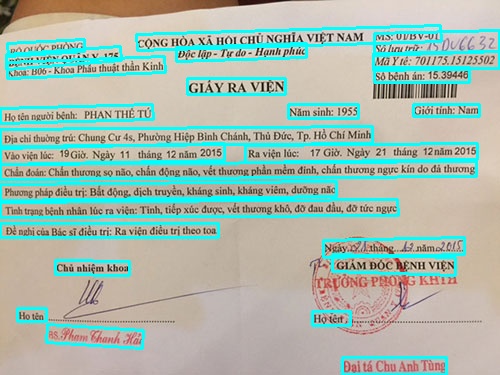 BỘ QUỐC PHÒNG
BỆNH VIỆN QUÂN Y 175
Khoa: B06 - Khoa Phẫu thuật thần Kinh
CỘNG HÒA XÃ HỘI CHỦ NGHĨA VIỆT NAM
Độc lập - Tự do - Hạnh phúc
MS: 01/BV-01
Số lưu trữ:
Mã Y tế: 701175.15125502
Số bệnh án: 15.39446
GIẤY RA VIỆN
Họ tên người bệnh: PHAN THẾ TÚ Năm sinh: 1955 Giới tính: Nam
Địa chỉ thường trú: Chung Cư 4s, Phường Hiệp Bình Chánh, Thủ Đức, Tp. Hồ Chí Minh
Vào viện lúc: 19 Giờ. Ngày 11 tháng 12 năm 2015 Ra viện lúc: 17 Giờ. Ngày 21 tháng 12 năm 2015
Chẩn đoán: Chấn thương sọ não, chấn động não, vết thương phần mềm đỉnh, chấn thương ngực kín do đả thương
Phương pháp điều trị: Bất động, dịch truyền, kháng sinh, kháng viêm, dưỡng não
Tình trạng bệnh nhân lúc ra viện: Tỉnh, tiếp xúc được, vết thương khô, đỡ đau đầu, đỡ tức ngực
Đề nghị của Bác sĩ điều trị: Ra viện điều trị theo toa
Ngày 21 tháng 12 năm 2015
Chủ nhiệm khoa
GIÁM ĐỐC BỆNH VIỆN
TRƯỞNG PHÒNG KHTH
Họ tên
Họ tên
BS. Phạm Thanh Hải
Đại tá Chu Anh Tùng